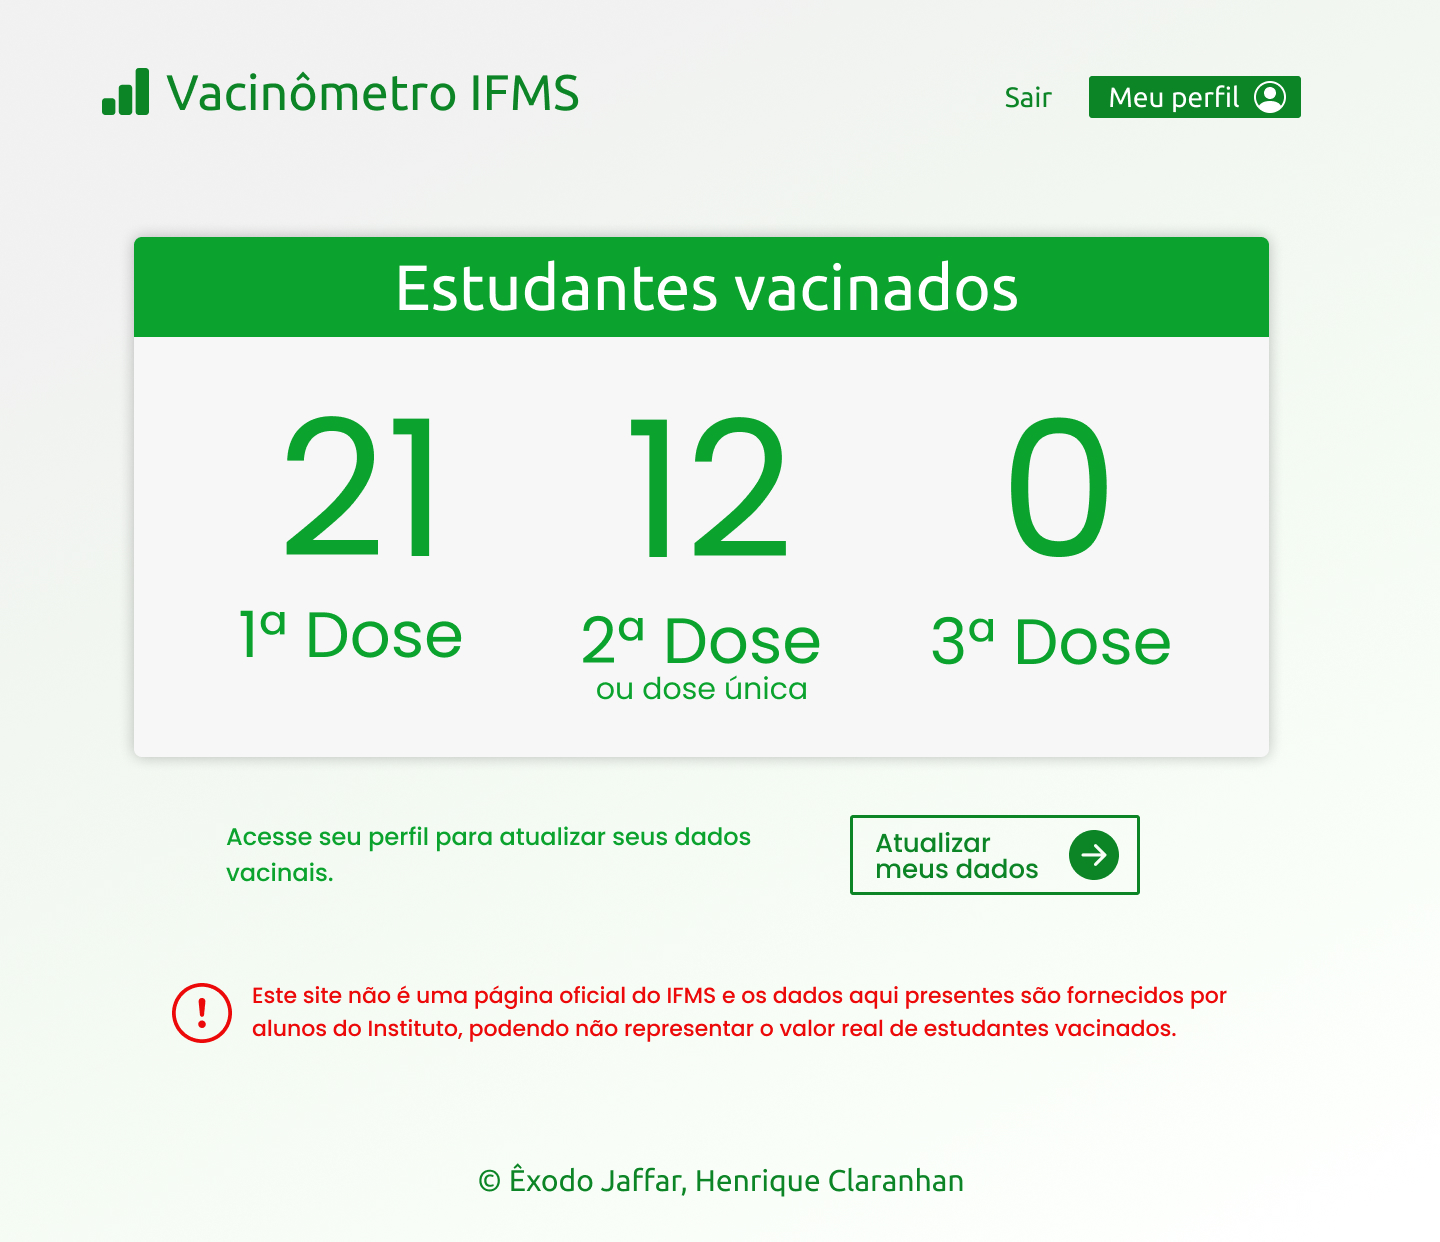 Vacinômetro IFMS
Sair
Meu perfil
Estudantes vacinados
21
12
0
1ª Dose
2ª Dose
ou dose única
3ª Dose
Acesse seu perfil para atualizar seus dados
vacinais.
Atualizar
meus dados
Este site não é uma página oficial do IFMS e os dados aqui presentes são fornecidos por
alunos do Instituto, podendo não representar o valor real de estudantes vacinados.
© Êxodo Jaffar, Henrique Claranhan